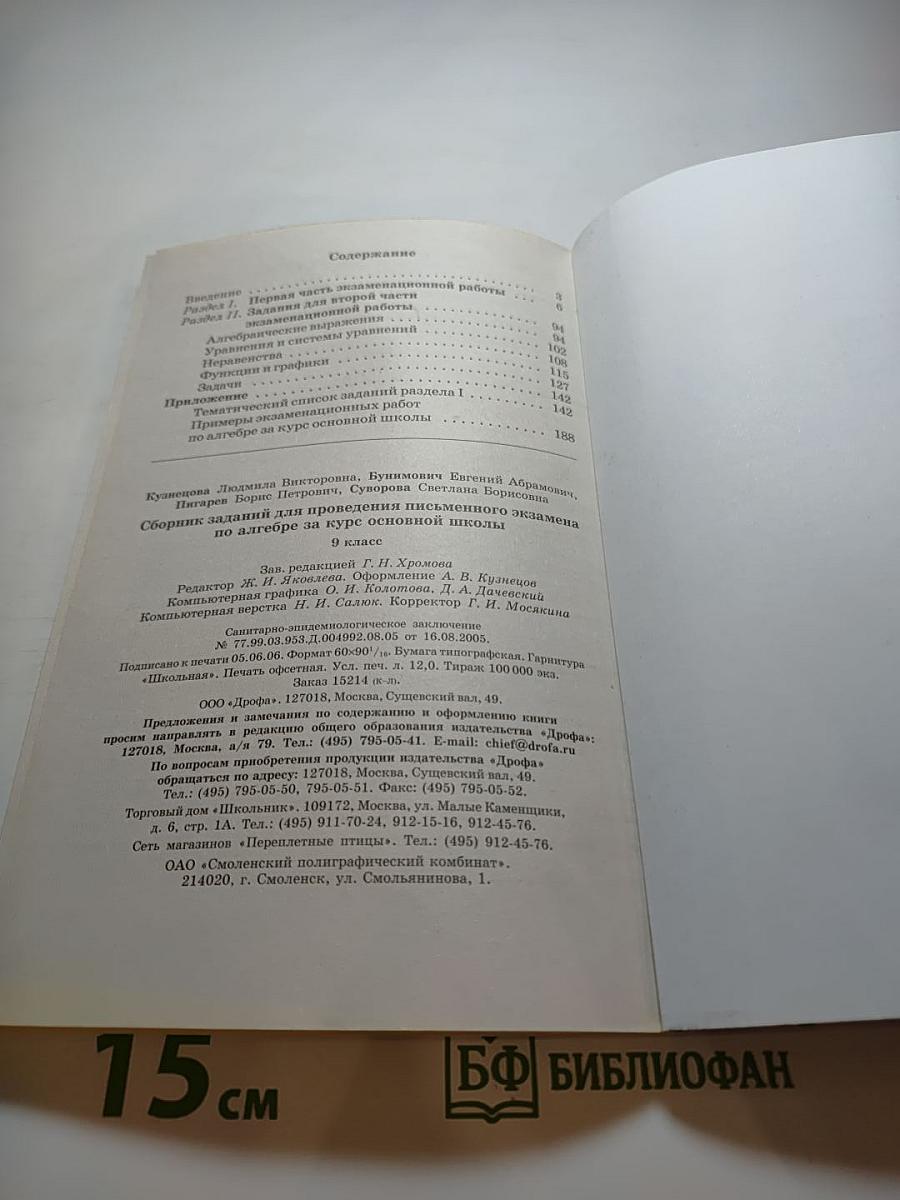 Содержание
Введение . . . . . . . . . . . . . . . . . . . . . . . . . 3
Раздел I. Первая часть экзаменационной работы . . . 6
Раздел II. Задания для второй части
экзаменационной работы . . . . . . . . . . . . 94
Алгебраические выражения . . . . . . . . . . . . . 94
Уравнения и системы уравнений . . . . . . . . . . 102
Неравенства . . . . . . . . . . . . . . . . . . . . 108
Функции и графики . . . . . . . . . . . . . . . . 115
Задачи . . . . . . . . . . . . . . . . . . . . . . 127
Приложение . . . . . . . . . . . . . . . . . . . . . 142
Тематический список заданий раздела I . . . . . . . 142
Примеры экзаменационных работ
по алгебре за курс основной школы . . . . . . . . . 188
Кузнецова Людмила Викторовна, Бунимович Евгений Абрамович,
Пигарев Борис Петрович, Суворова Светлана Борисовна
Сборник заданий для проведения письменного экзамена
по алгебре за курс основной школы
9 класс
Зав. редакцией Г. Н. Хромова
Редактор Ж. И. Яковлева. Оформление А. В. Кузнецов
Компьютерная графика О. И. Колотова, Д. А. Дачевский
Компьютерная верстка Н. И. Салюк. Корректор Г. И. Мосякина
Санитарно-эпидемиологическое заключение
№ 77.99.03.953.Д.004992.08.05 от 16.08.2005.
Подписано к печати 05.06.06. Формат 60×90¹/₁₆. Бумага типографская. Гарнитура
«Школьная». Печать офсетная. Усл. печ. л. 12,0. Тираж 100 000 экз.
Заказ 15214 (к-л).
ООО «Дрофа». 127018, Москва, Сущевский вал, 49.
Предложения и замечания по содержанию и оформлению книги
просим направлять в редакцию общего образования издательства «Дрофа»:
127018, Москва, а/я 79. Тел.: (495) 795-05-41. E-mail: chief@drofa.ru
По вопросам приобретения продукции издательства «Дрофа»
обращаться по адресу: 127018, Москва, Сущевский вал, 49.
Тел.: (495) 795-05-50, 795-05-51. Факс: (495) 795-05-52.
Торговый дом «Школьник». 109172, Москва, ул. Малые Каменщики,
д. 6, стр. 1А. Тел.: (495) 911-70-24, 912-15-16, 912-45-76.
Сеть магазинов «Переплетные птицы». Тел.: (495) 912-45-76.
ОАО «Смоленский полиграфический комбинат».
214020, г. Смоленск, ул. Смольянинова, 1.
15 см
БФ БИБЛИОФАН